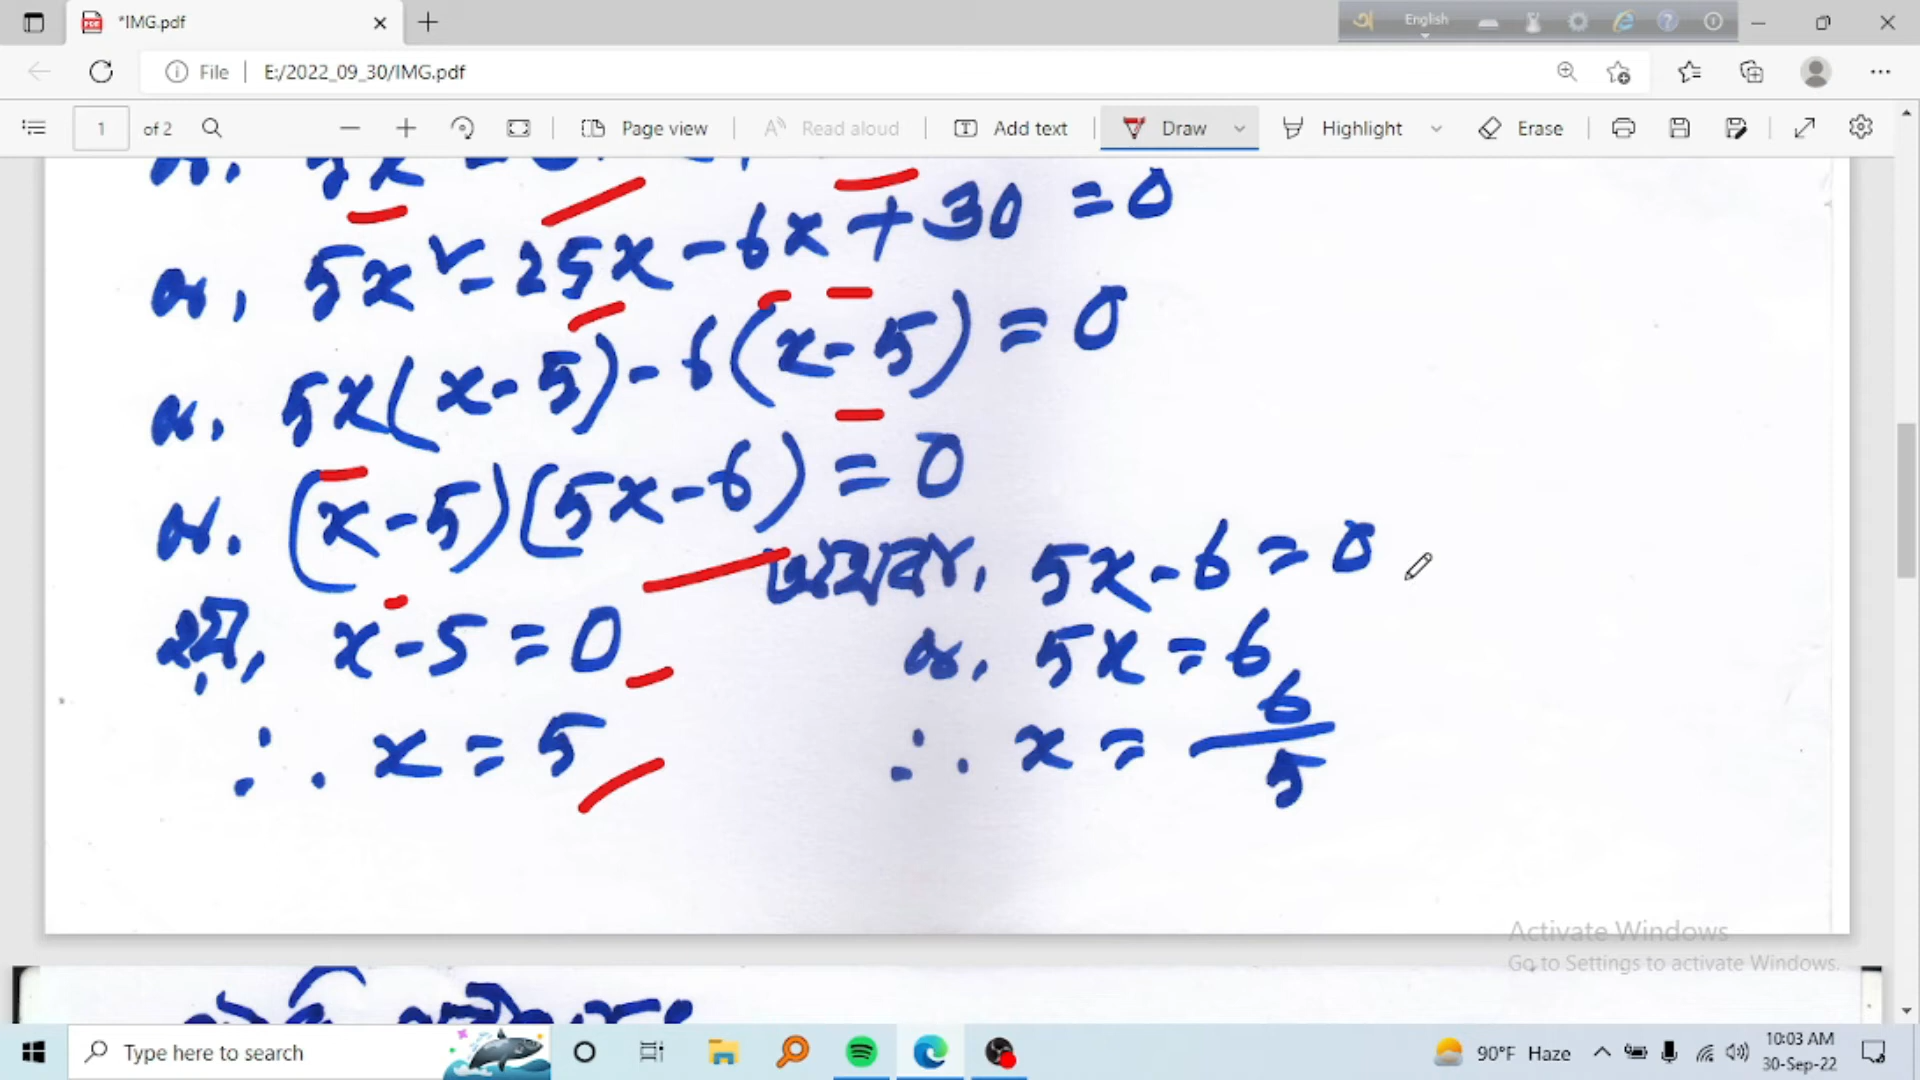 *IMG.pdf
English
File E:/2022_09_30/IMG.pdf
1 of 2 Page view Read aloud Add text Draw Highlight Erase
বা, 5x² - 25x - 6x + 30 = 0
বা, 5x(x-5) - 6(x-5) = 0
বা, (x-5)(5x-6) = 0
হয়, x-5 = 0 অথবা, 5x-6 = 0
বা, 5x = 6
∴ x = 5 ∴ x = 6/5
Activate Windows
Go to Settings to activate Windows.
Type here to search 90°F Haze 10:03 AM
30-Sep-22